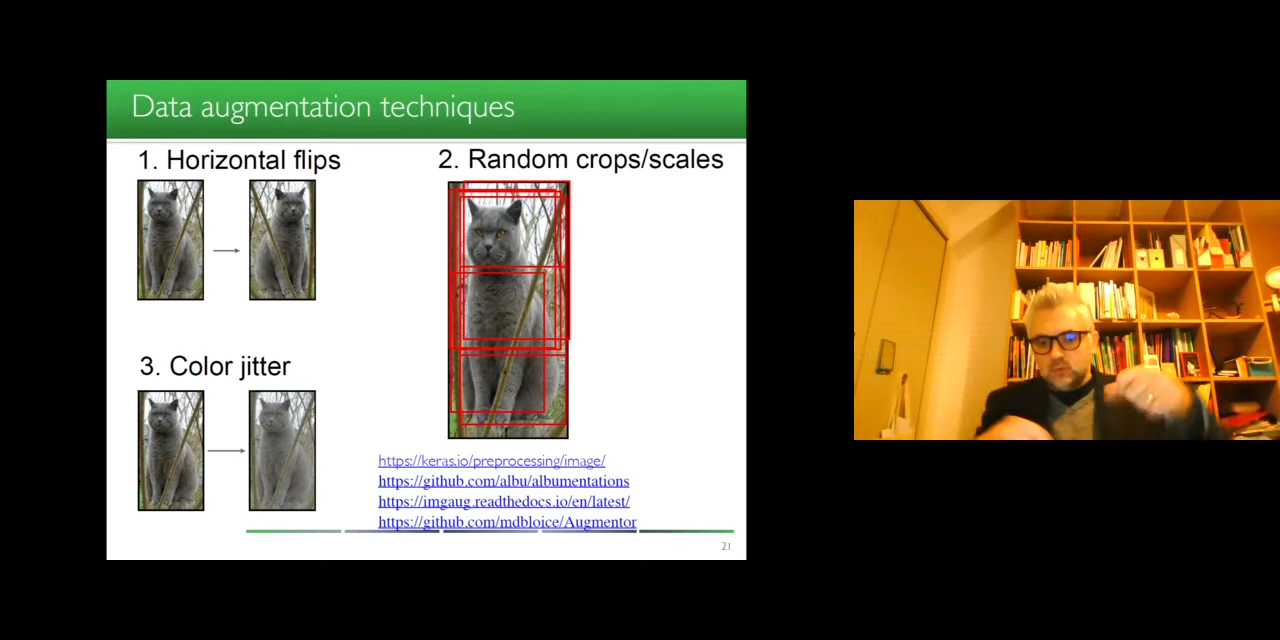 Data augmentation techniques
1. Horizontal flips
2. Random crops/scales
3. Color jitter
https://keras.io/preprocessing/image/
https://github.com/albu/albumentations
https://imgaug.readthedocs.io/en/latest/
https://github.com/mdbloice/Augmentor
21